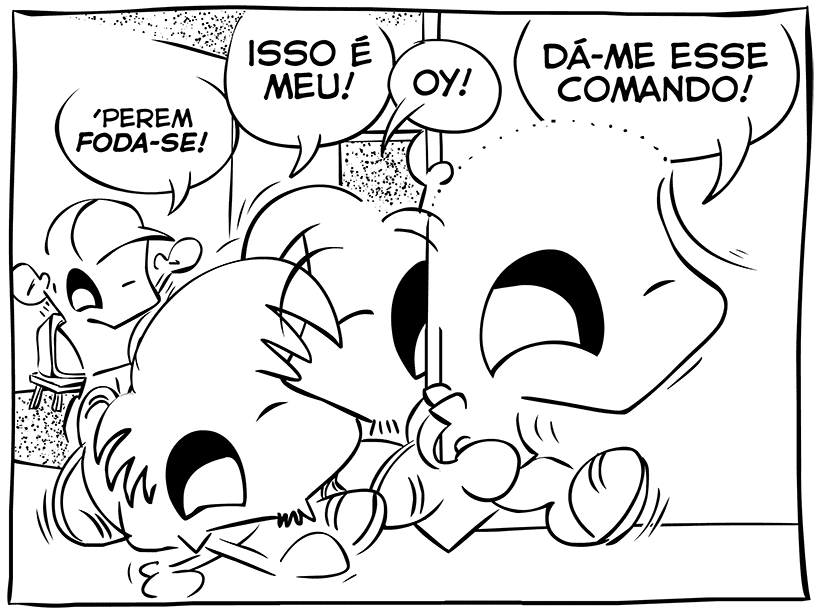 'PEREM
FODA-SE!
ISSO É
MEU!
OY!
DÁ-ME ESSE
COMANDO!